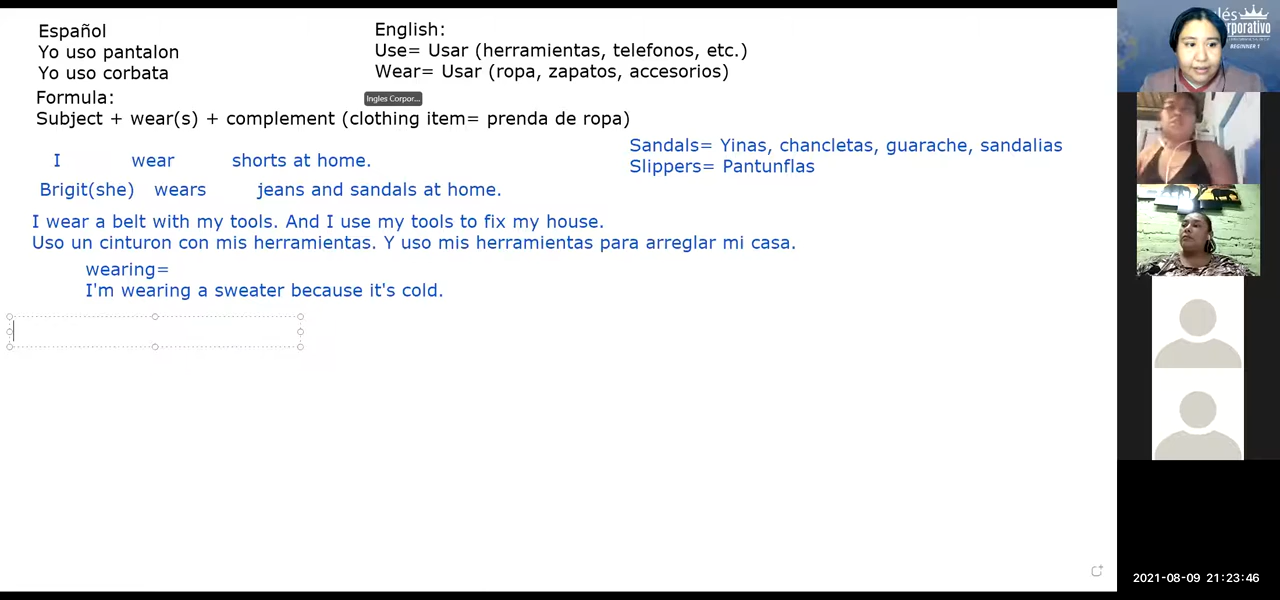 Español
Yo uso pantalon
Yo uso corbata
English:
Use= Usar (herramientas, telefonos, etc.)
Wear= Usar (ropa, zapatos, accesorios)
Formula:
Ingles Corpor...
Subject + wear(s) + complement (clothing item= prenda de ropa)
I wear shorts at home.
Brigit(she) wears jeans and sandals at home.
Sandals= Yinas, chancletas, guarache, sandalias
Slippers= Pantunflas
I wear a belt with my tools. And I use my tools to fix my house.
Uso un cinturon con mis herramientas. Y uso mis herramientas para arreglar mi casa.
wearing=
I'm wearing a sweater because it's cold.
BEGINNER 1
2021-08-09 21:23:46